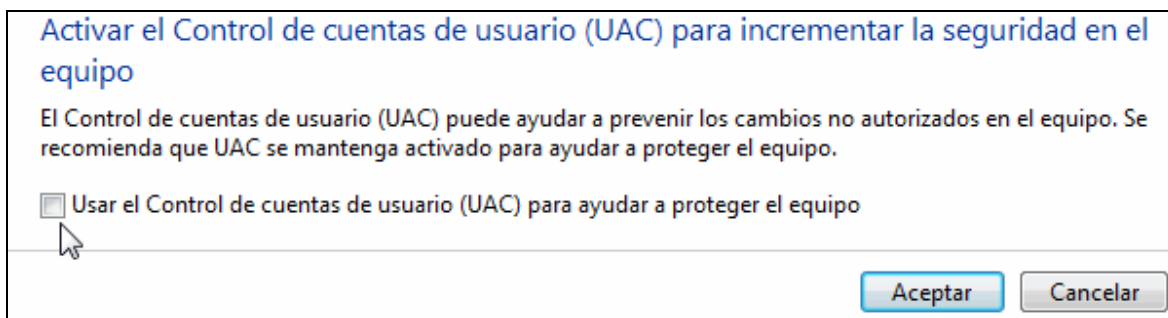 Activar el Control de cuentas de usuario (UAC) para incrementar la seguridad en el
equipo
El Control de cuentas de usuario (UAC) puede ayudar a prevenir los cambios no autorizados en el equipo. Se
recomienda que UAC se mantenga activado para ayudar a proteger el equipo.
Usar el Control de cuentas de usuario (UAC) para ayudar a proteger el equipo
Aceptar Cancelar